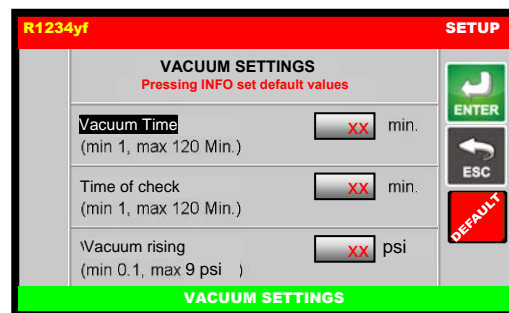 R1234yf SETUP
VACUUM SETTINGS
Pressing INFO set default values
ENTER
Vacuum Time xx min.
(min 1, max 120 Min.)
ESC
Time of check xx min.
(min 1, max 120 Min.)
DEFAULT
Vacuum rising xx psi
(min 0.1, max 9 psi )
VACUUM SETTINGS